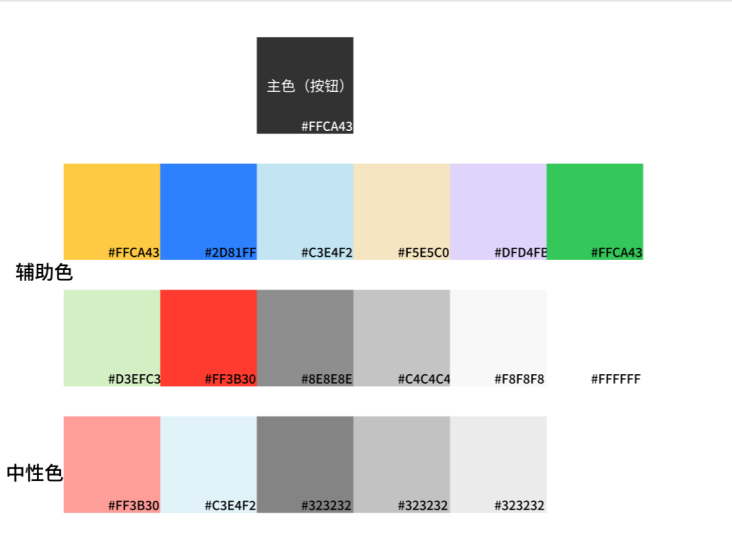 主色（按钮）
#FFCA43
#FFCA43 #2D81FF #C3E4F2 #F5E5C0 #DFD4FE #FFCA43
辅助色
#D3EFC3 #FF3B30 #8E8E8E #C4C4C4 #F8F8F8 #FFFFFF
中性色
#FF3B30 #C3E4F2 #323232 #323232 #323232